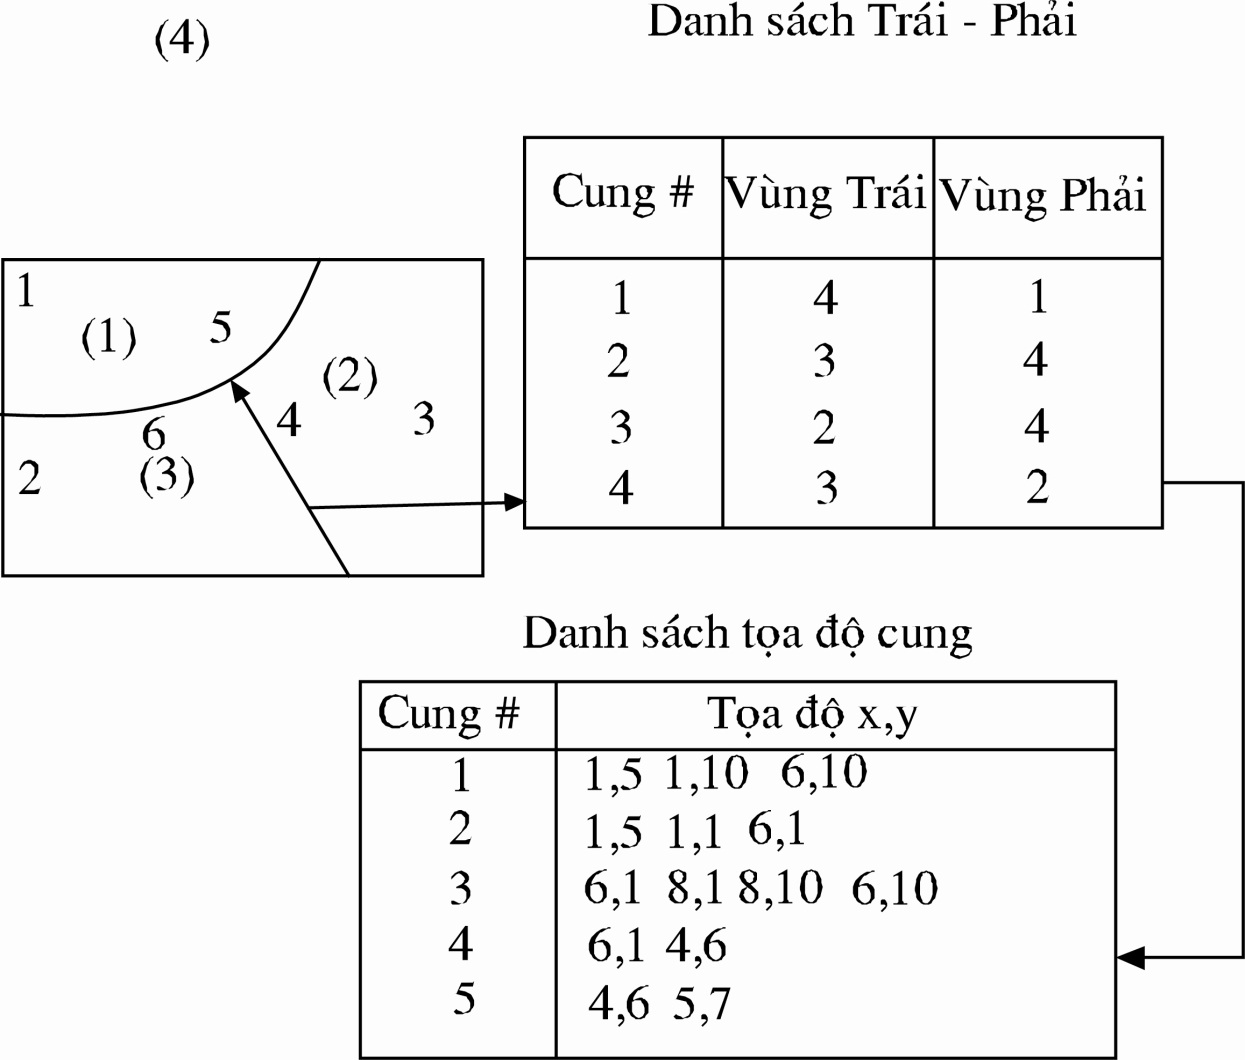 (4)
Danh sách Trái - Phải
Cung # Vùng Trái Vùng Phải
1 4 1
2 3 4
3 2 4
4 3 2
1
(1)
5
(2)
4
3
6
2
(3)
Danh sách tọa độ cung
Cung # Tọa độ x,y
1 1,5 1,10 6,10
2 1,5 1,1 6,1
3 6,1 8,1 8,10 6,10
4 6,1 4,6
5 4,6 5,7